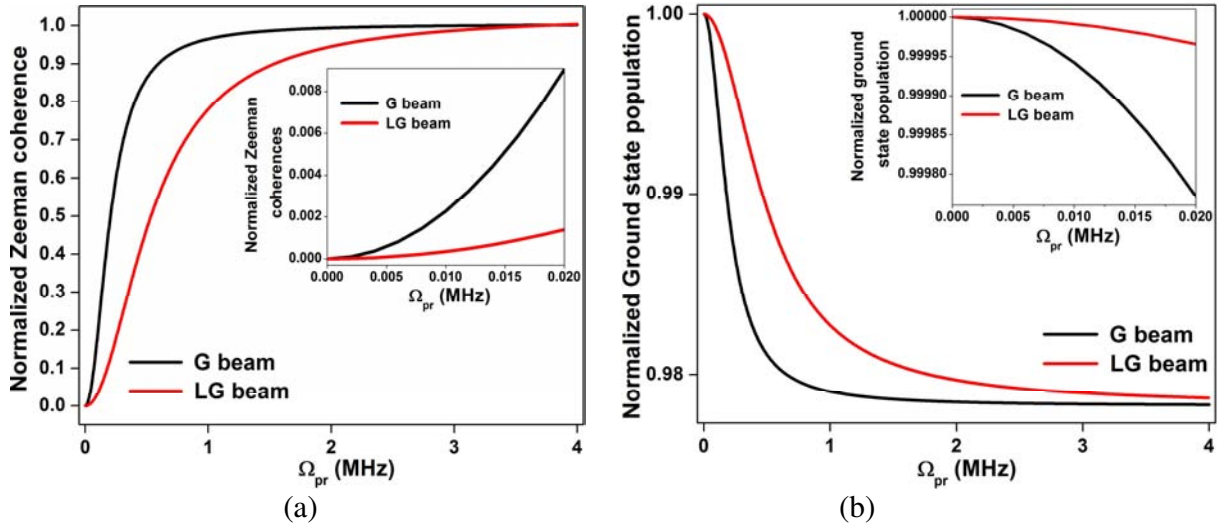 Normalized Zeeman coherence
1.0
0.9
0.8
0.7
0.6
0.5
0.4
0.3
0.2
0.1
0.0
0 1 2 3 4
Ωpr (MHz)
G beam
LG beam
Normalized Zeeman
coherences
0.008
0.006
0.004
0.002
0.000
0.000 0.005 0.010 0.015 0.020
Ωpr (MHz)
G beam
LG beam
(a)
Normalized Ground state population
1.00
0.99
0.98
0 1 2 3 4
Ωpr (MHz)
G beam
LG beam
Normalized ground
state population
1.00000
0.99995
0.99990
0.99985
0.99980
0.000 0.005 0.010 0.015 0.020
Ωpr (MHz)
G beam
LG beam
(b)